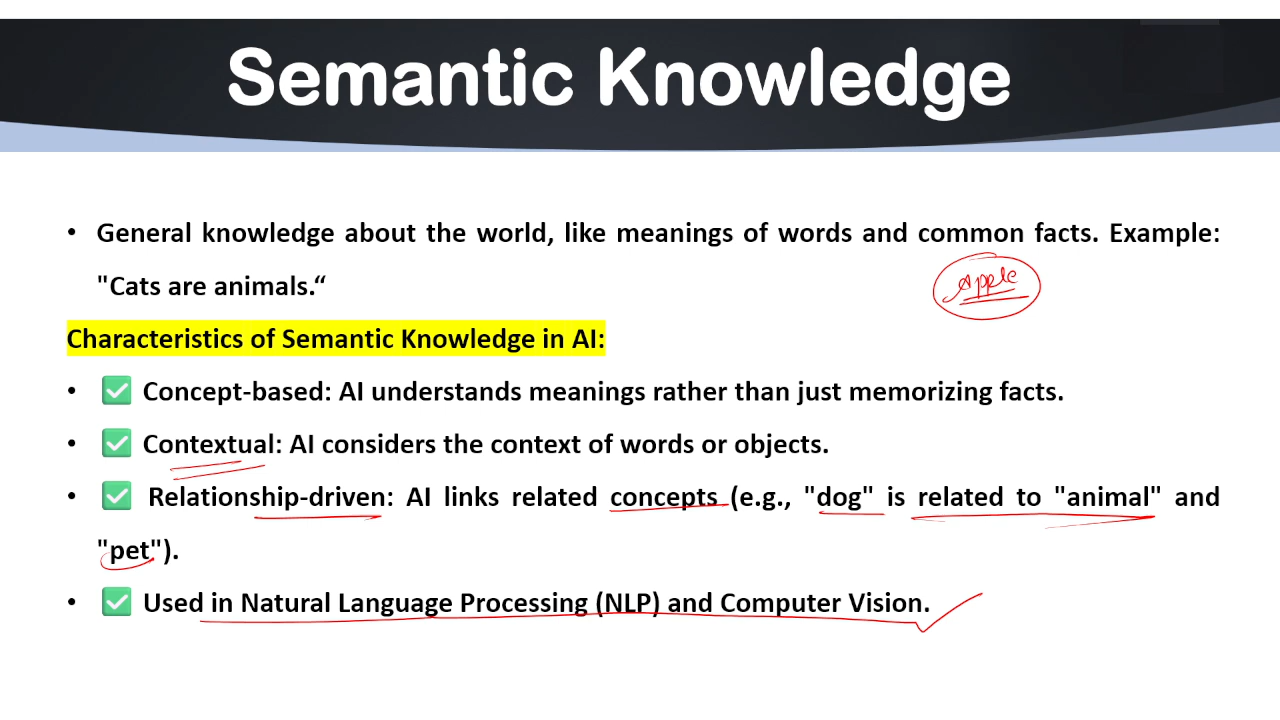 Semantic Knowledge
• General knowledge about the world, like meanings of words and common facts. Example:
"Cats are animals.“
Apple
Characteristics of Semantic Knowledge in AI:
• ✅ Concept-based: AI understands meanings rather than just memorizing facts.
• ✅ Contextual: AI considers the context of words or objects.
• ✅ Relationship-driven: AI links related concepts (e.g., "dog" is related to "animal" and
"pet").
• ✅ Used in Natural Language Processing (NLP) and Computer Vision.